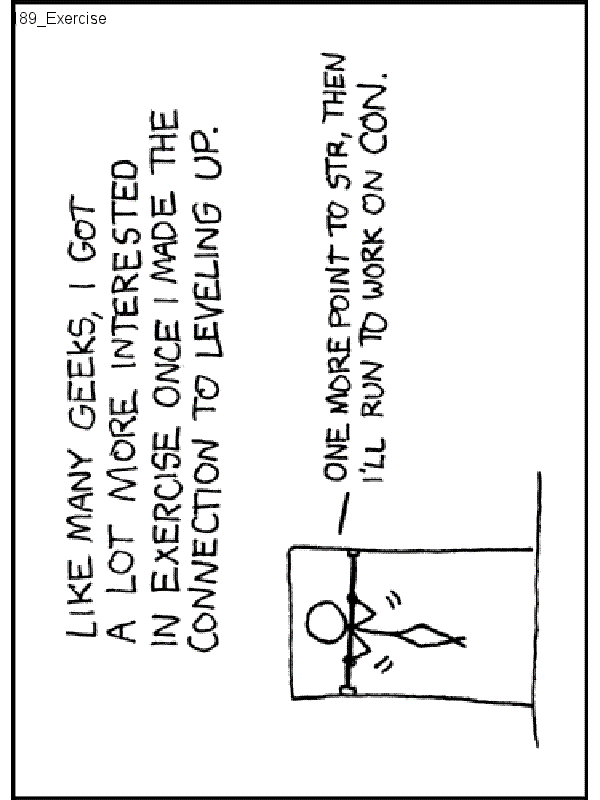 89_Exercise
LIKE MANY GEEKS, I GOT
A LOT MORE INTERESTED
IN EXERCISE ONCE I MADE THE
CONNECTION TO LEVELING UP.
ONE MORE POINT TO STR, THEN
I'LL RUN TO WORK ON CON.